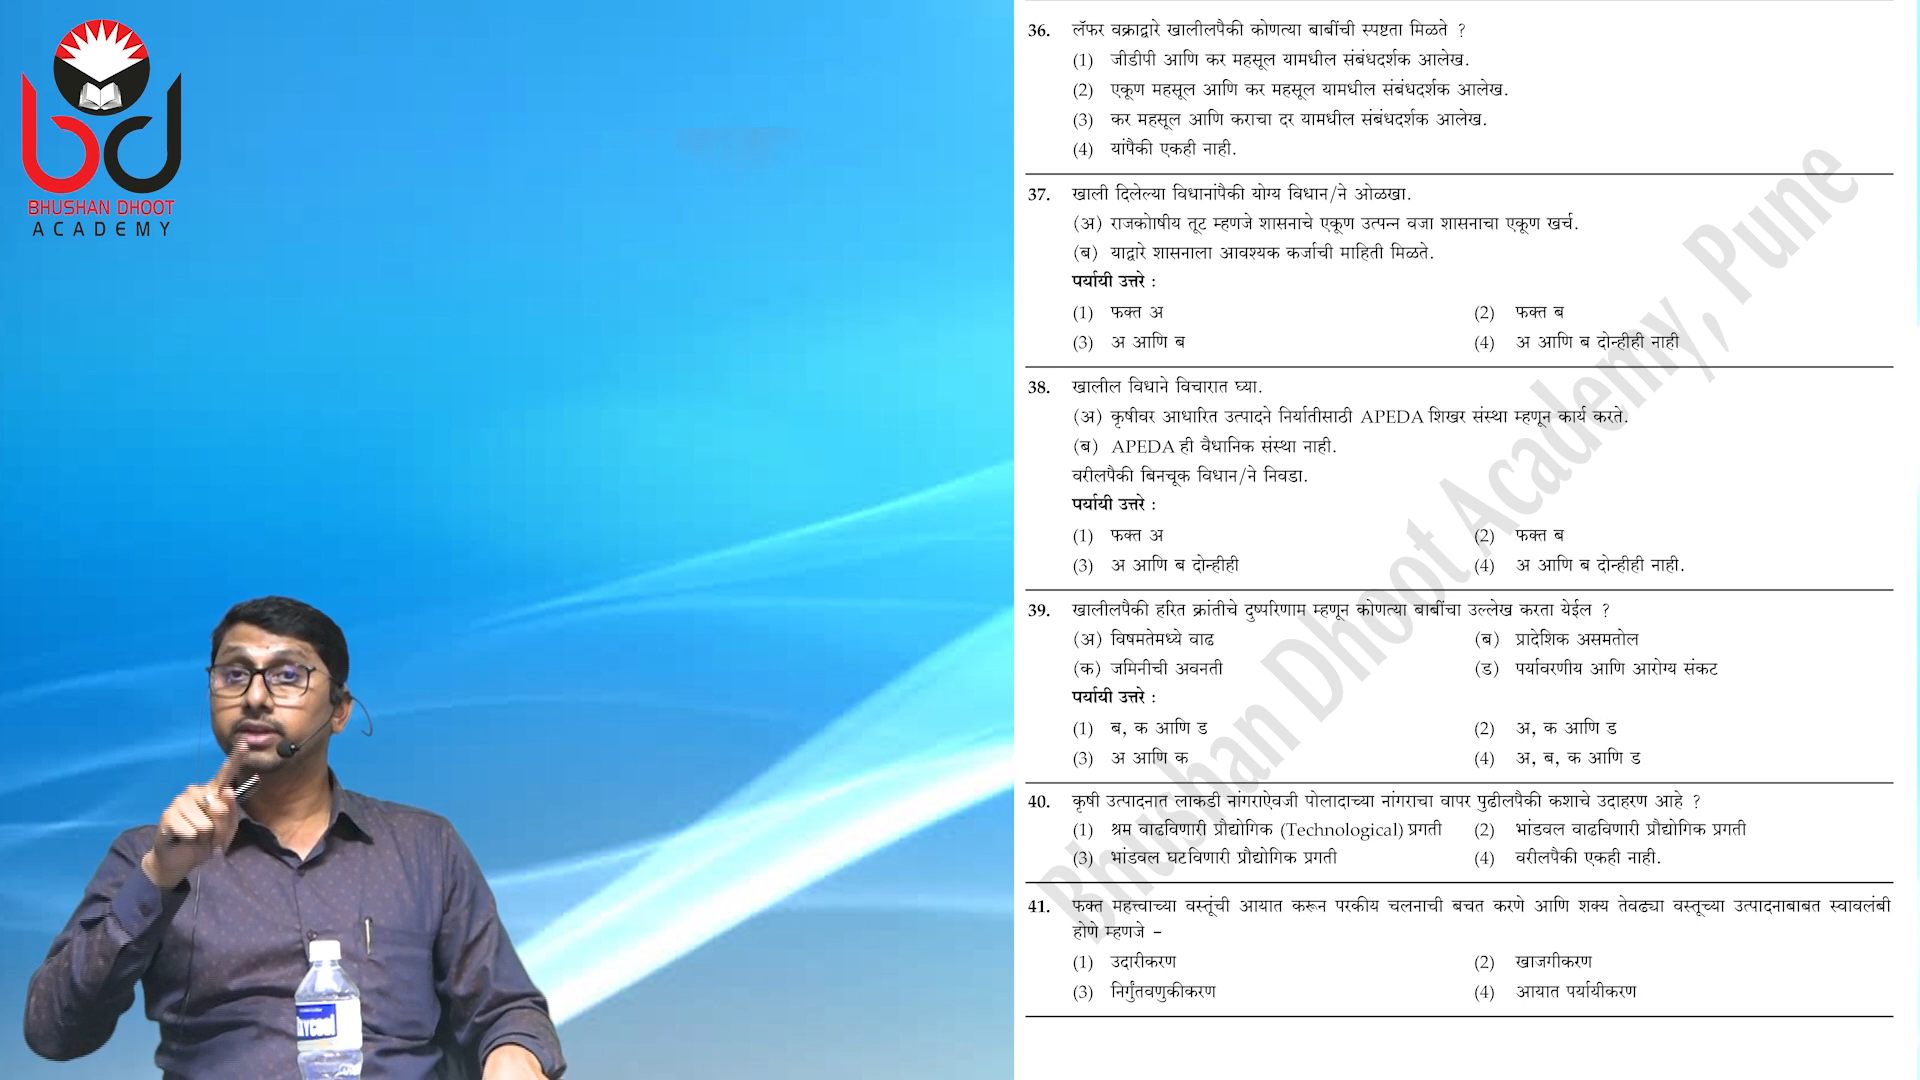 BHUSHAN DHOOT
ACADEMY
36. लॅफर वक्राद्वारे खालीलपैकी कोणत्या बाबींची स्पष्टता मिळते ?
(1) जीडीपी आणि कर महसूल यामधील संबंधदर्शक आलेख.
(2) एकूण महसूल आणि कर महसूल यामधील संबंधदर्शक आलेख.
(3) कर महसूल आणि कराचा दर यामधील संबंधदर्शक आलेख.
(4) यांपैकी एकही नाही.
37. खाली दिलेल्या विधानांपैकी योग्य विधान/ने ओळखा.
(अ) राजकोाषीय तूट म्हणजे शासनाचे एकूण उत्पन्न वजा शासनाचा एकूण खर्च.
(ब) याद्वारे शासनाला आवश्यक कर्जाची माहिती मिळते.
पर्यायी उत्तरे :
(1) फक्त अ (2) फक्त ब
(3) अ आणि ब (4) अ आणि ब दोन्हीही नाही
38. खालील विधाने विचारात घ्या.
(अ) कृषीवर आधारित उत्पादने निर्यातीसाठी APEDA शिखर संस्था म्हणून कार्य करते.
(ब) APEDA ही वैधानिक संस्था नाही.
वरीलपैकी बिनचूक विधान/ने निवडा.
पर्यायी उत्तरे :
(1) फक्त अ (2) फक्त ब
(3) अ आणि ब दोन्हीही (4) अ आणि ब दोन्हीही नाही.
39. खालीलपैकी हरित क्रांतीचे दुष्परिणाम म्हणून कोणत्या बाबींचा उल्लेख करता येईल ?
(अ) विषमतेमध्ये वाढ (ब) प्रादेशिक असमतोल
(क) जमिनीची अवनती (ड) पर्यावरणीय आणि आरोग्य संकट
पर्यायी उत्तरे :
(1) ब, क आणि ड (2) अ, क आणि ड
(3) अ आणि क (4) अ, ब, क आणि ड
40. कृषी उत्पादनात लाकडी नांगराऐवजी पोलादाच्या नांगराचा वापर पुढीलपैकी कशाचे उदाहरण आहे ?
(1) श्रम वाढविणारी प्रौद्योगिक (Technological) प्रगती (2) भांडवल वाढविणारी प्रौद्योगिक प्रगती
(3) भांडवल घटविणारी प्रौद्योगिक प्रगती (4) वरीलपैकी एकही नाही.
41. फक्त महत्त्वाच्या वस्तूंची आयात करून परकीय चलनाची बचत करणे आणि शक्य तेवढ्या वस्तूच्या उत्पादनाबाबत स्वावलंबी
होणे म्हणजे –
(1) उदारीकरण (2) खाजगीकरण
(3) निर्गुंतवणुकीकरण (4) आयात पर्यायीकरण
Bhushan Dhoot Academy, Pune